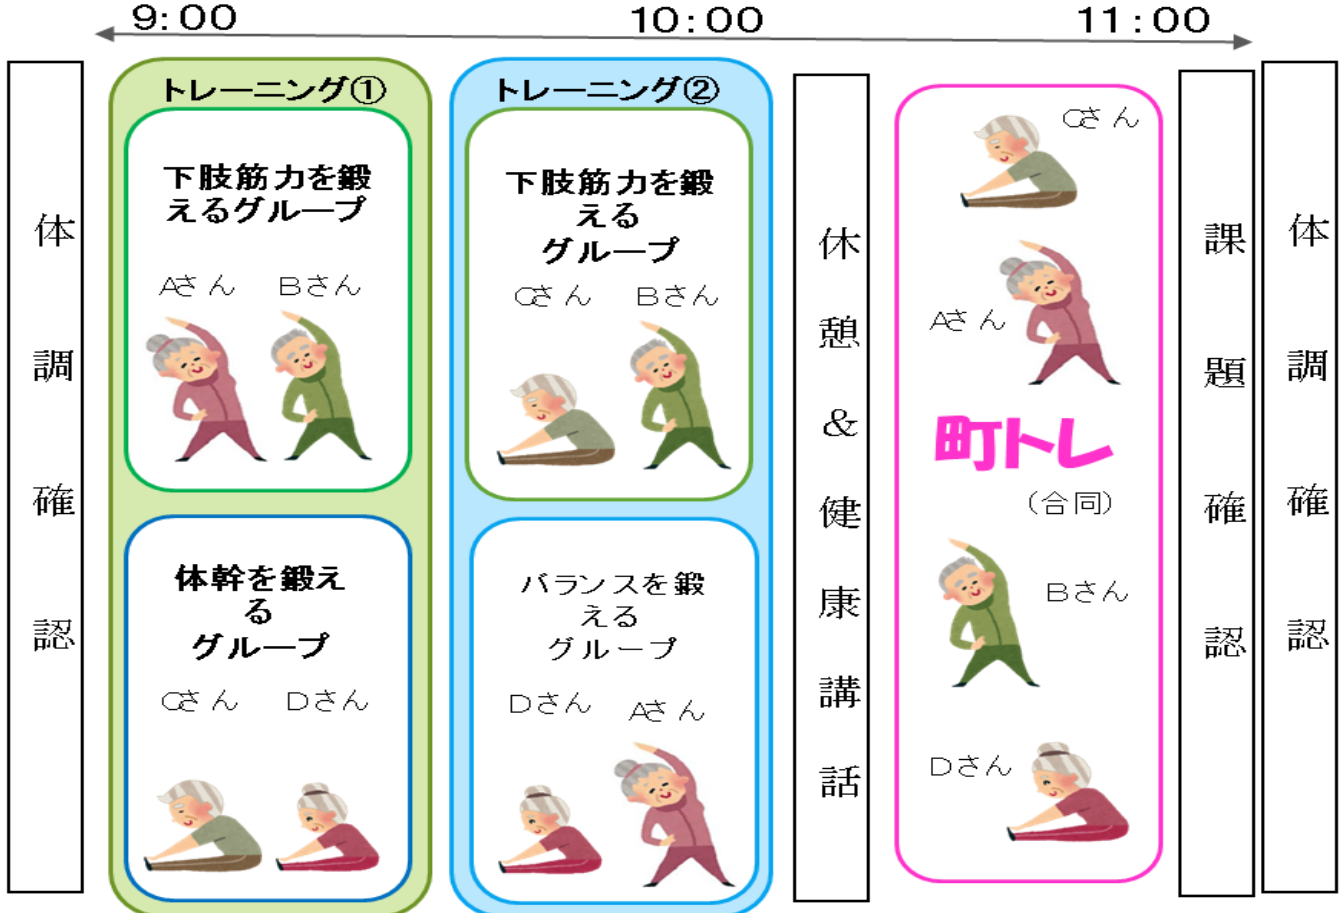 9:00
10:00
11:00
体調確認
トレーニング①
下肢筋力を鍛
えるグループ
Aさん
Bさん
体幹を鍛え
る
グループ
Cさん
Dさん
トレーニング②
下肢筋力を鍛
える
グループ
Cさん
Bさん
バランスを鍛
える
グループ
Dさん
Aさん
休憩&健康講話
Cさん
Aさん
町トレ
（合同）
Bさん
Dさん
課題確認
体調確認